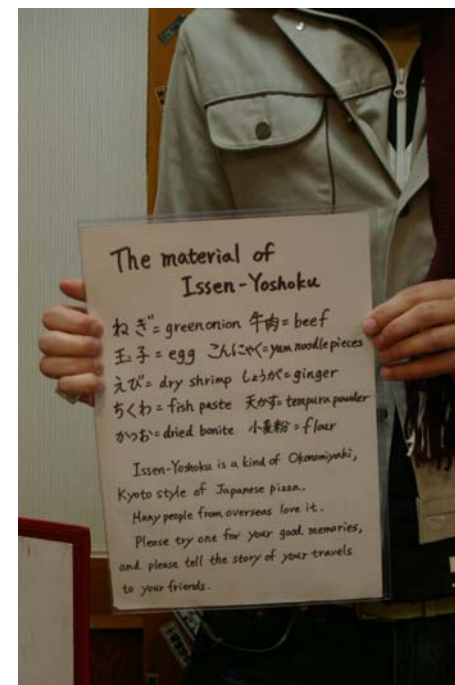 The material of
Issen-Yoshoku
ねぎ=green onion 牛肉=beef
玉子=egg こんにゃく=yam noodle pieces
えび=dry shrimp しょうが=ginger
ちくわ=fish paste 天かす=tempura powder
かつお=dried bonite 小麦粉=flour
Issen-Yoshoku is a kind of Okonomiyaki,
Kyoto style of Japanese pizza.
Many people from overseas love it.
Please try one for your good memories,
and please tell the story of your travels
to your friends.